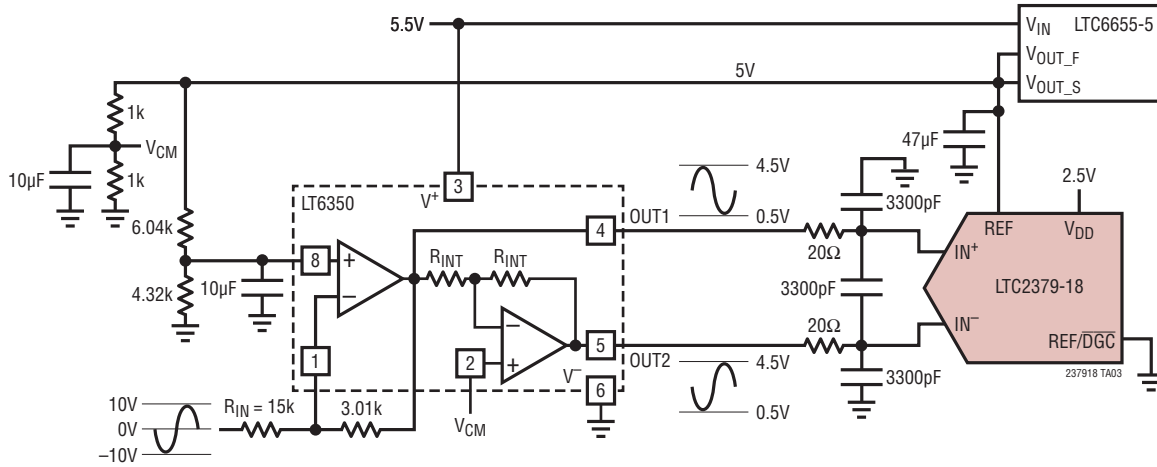 5.5V
VIN
LTC6655-5
VOUT_F
5V
VOUT_S
1k
VCM
47µF
10µF
1k
4.5V
2.5V
3
V+
LT6350
3300pF
6.04k
4
OUT1
0.5V
REF
VDD
8
+
RINT
RINT
20Ω
IN+
10µF
–
LTC2379-18
4.32k
3300pF
20Ω
IN–
1
–
2
+
5
OUT2
REF/DGC
V–
4.5V
3300pF
237918 TA03
6
10V
RIN = 15k
3.01k
VCM
0V
0.5V
–10V